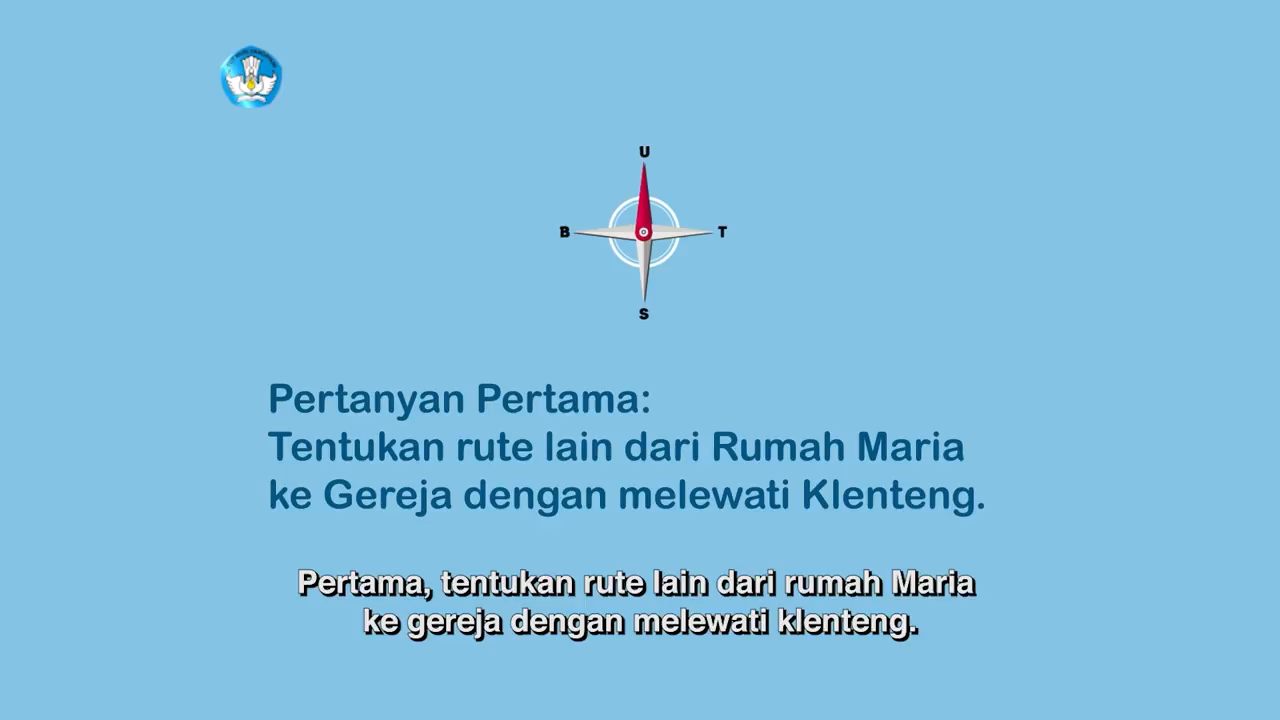 U
B
T
S
Pertanyan Pertama:
Tentukan rute lain dari Rumah Maria
ke Gereja dengan melewati Klenteng.
Pertama, tentukan rute lain dari rumah Maria
ke gereja dengan melewati klenteng.